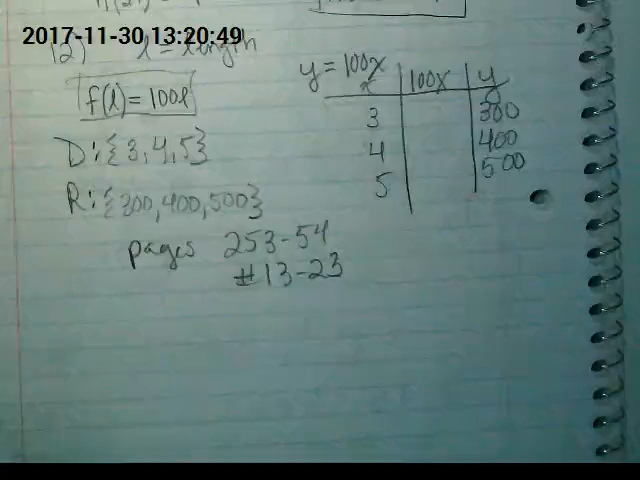 2017-11-30 13:20:49
12) l = length
f(l) = 100l
D: {3, 4, 5}
R: {300, 400, 500}
y = 100x
x 100x y
3 300
4 400
5 500
pages 253-54
#13-23